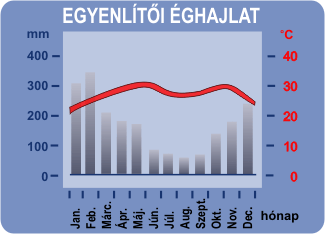 EGYENLÍTŐI ÉGHAJLAT
mm °C
400 40
300 30
200 20
100 10
0 0
Jan. Feb. Márc. Ápr. Máj. Jún. Júl. Aug. Szept. Okt. Nov. Dec. hónap